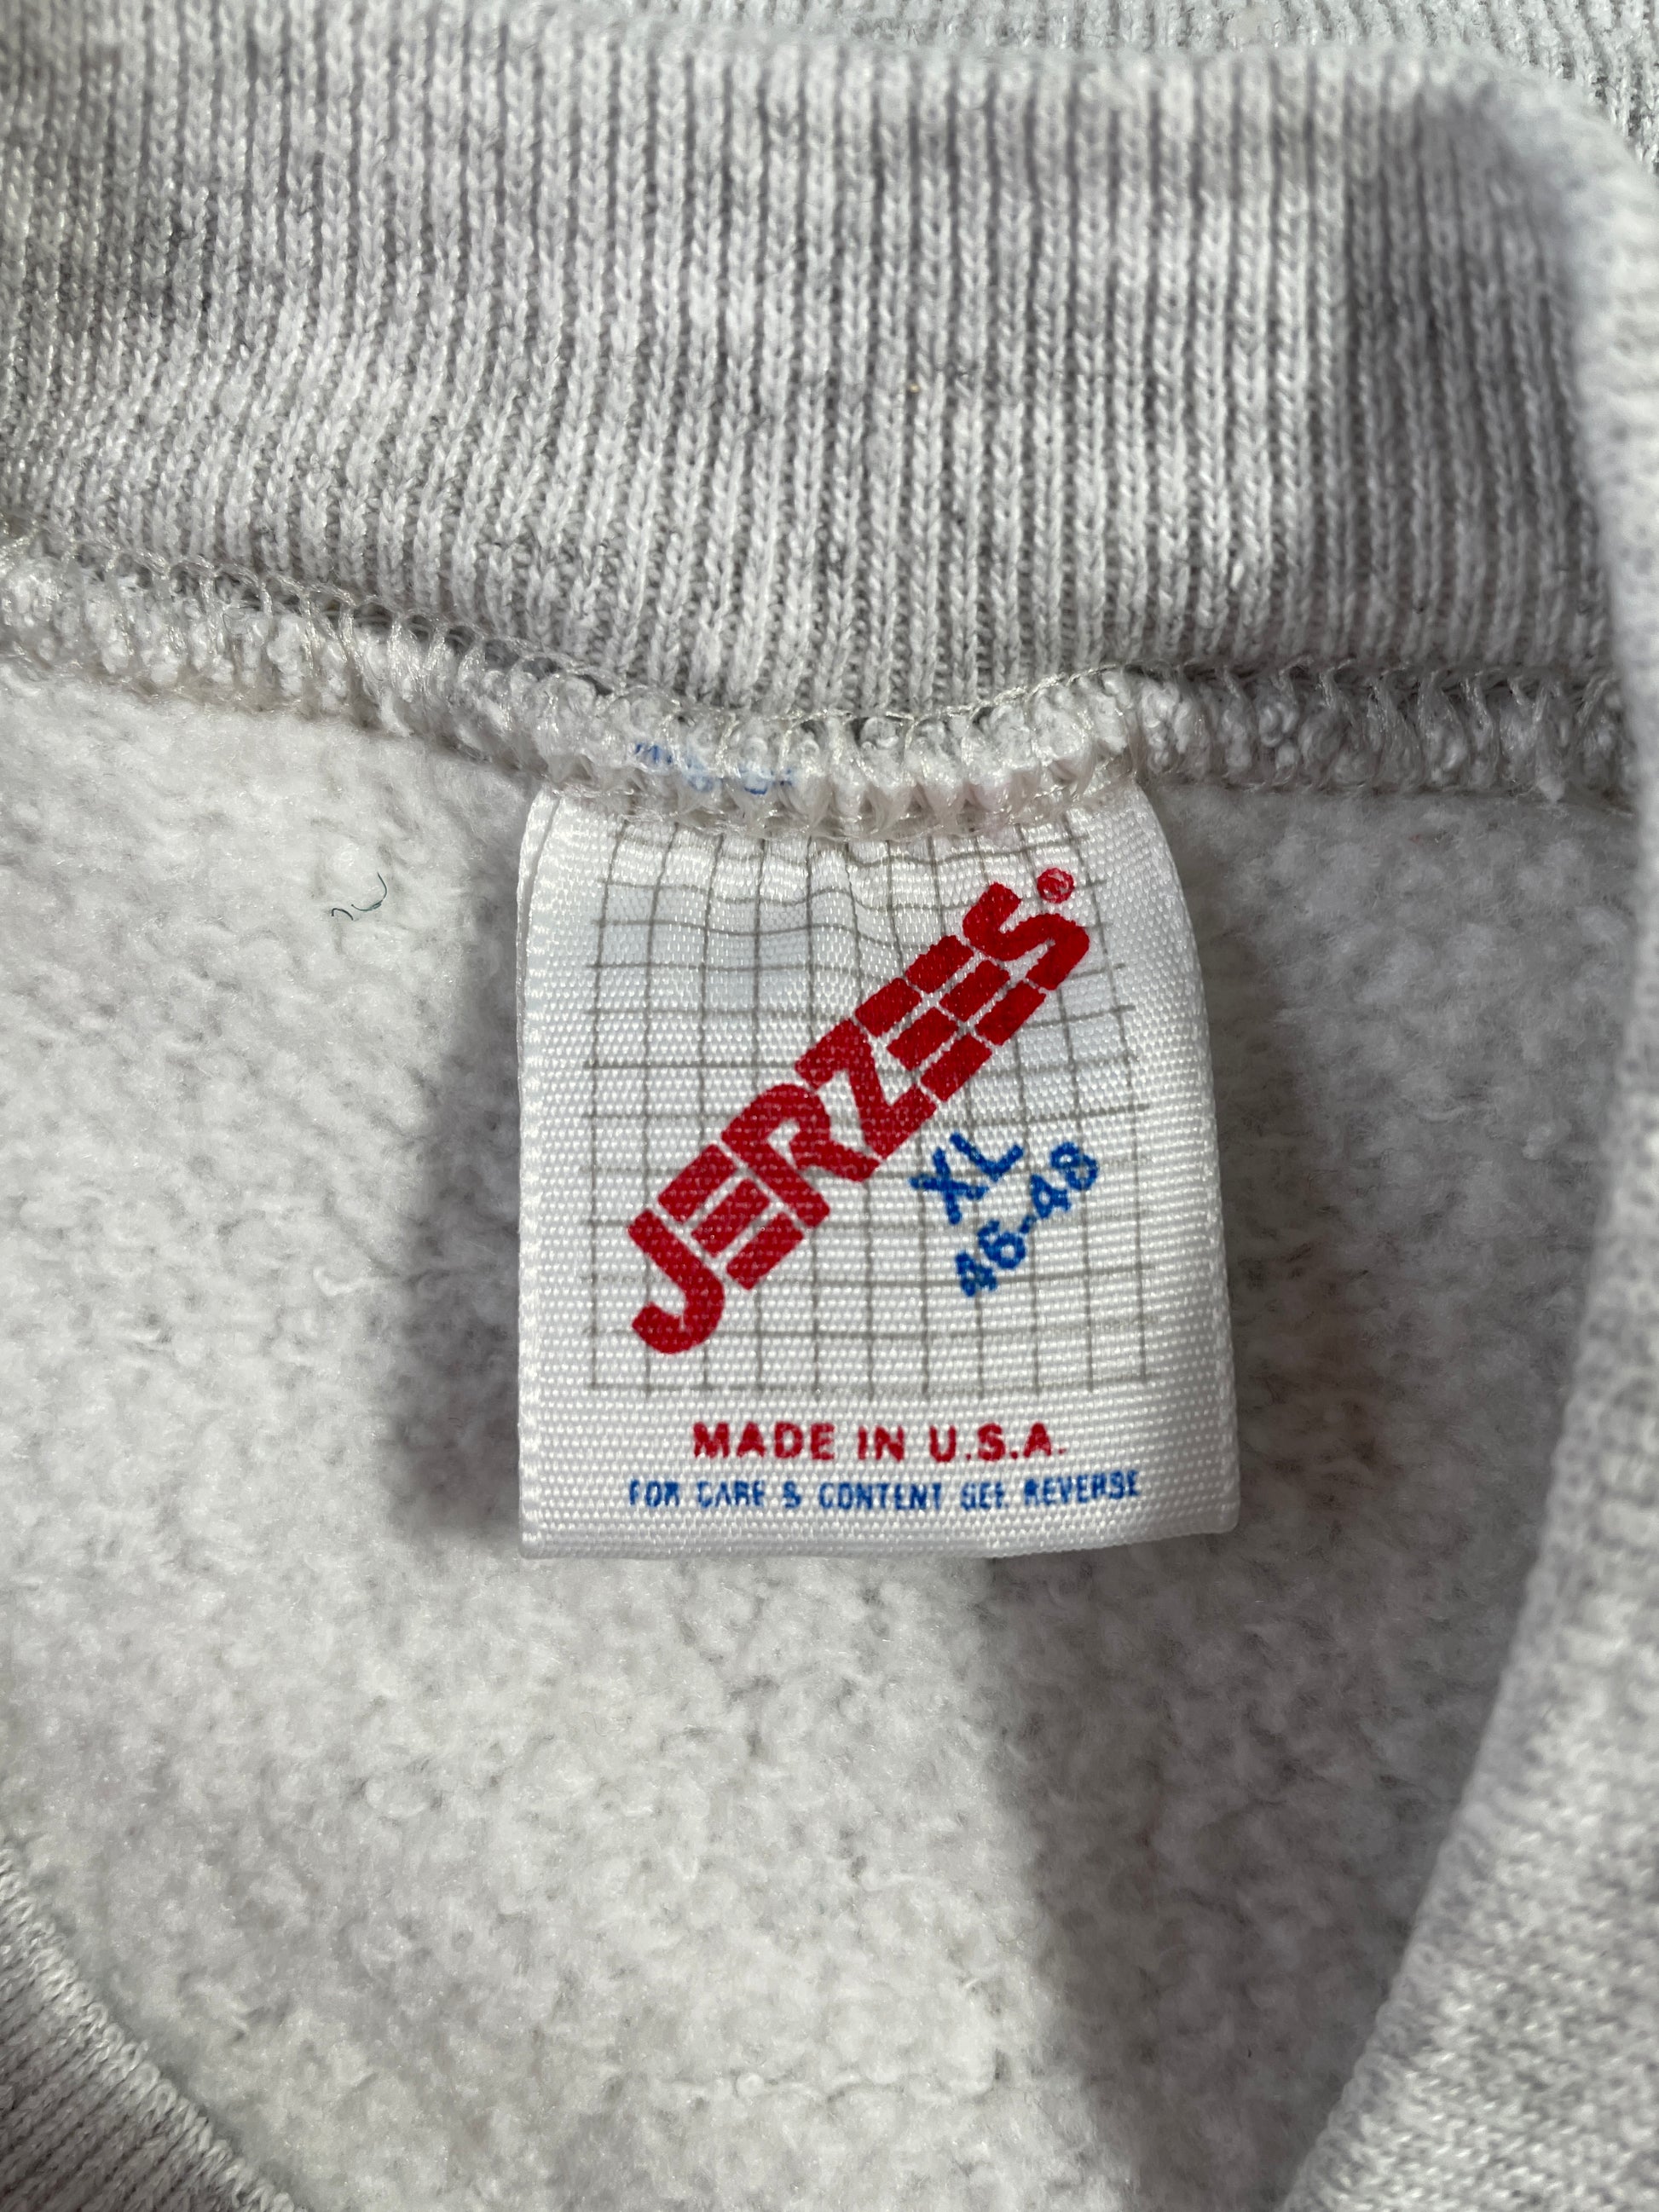 JERZEES®
XL
46-48
MADE IN U.S.A.
FOR CARE & CONTENT SEE REVERSE